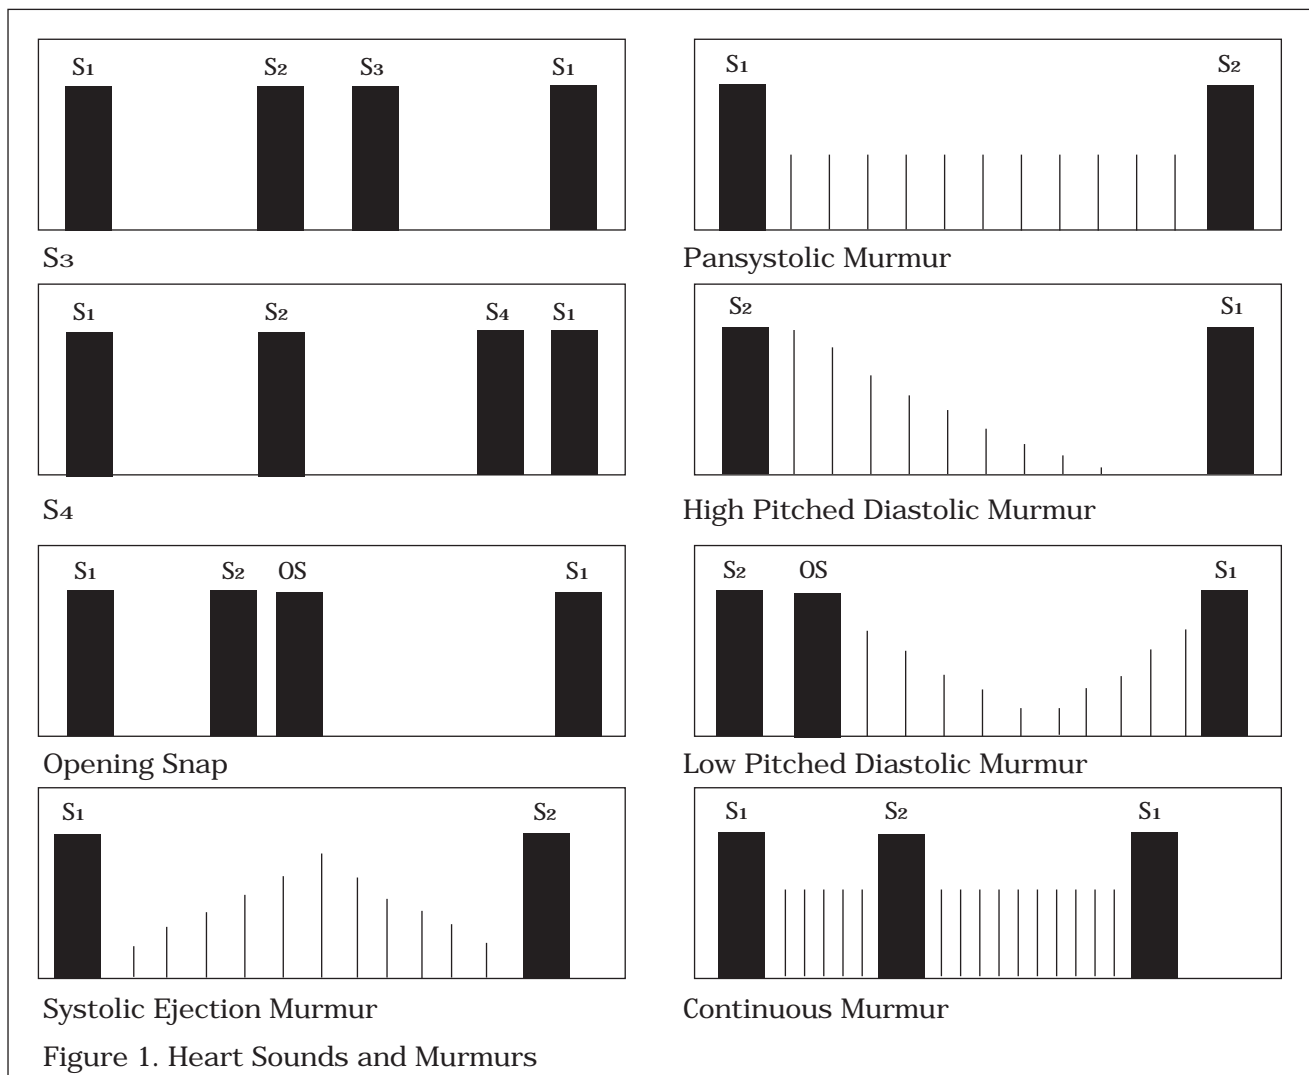 S1 S2 S3 S1
S3
S1 S2 S4 S1
S4
S1 S2 OS S1
Opening Snap
S1 S2
Systolic Ejection Murmur
S1 S2
Pansystolic Murmur
S2 S1
High Pitched Diastolic Murmur
S2 OS S1
Low Pitched Diastolic Murmur
S1 S2 S1
Continuous Murmur
Figure 1. Heart Sounds and Murmurs